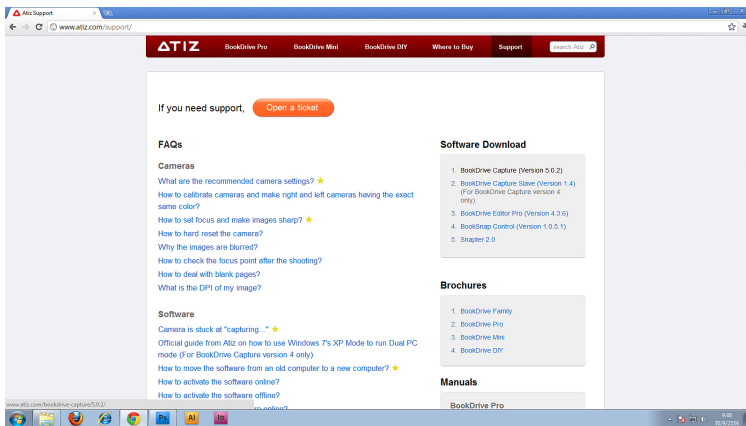 Atiz Support
www.atiz.com/support/
ATIZ
BookDrive Pro
BookDrive Mini
BookDrive DIY
Where to Buy
Support
search Atiz
If you need support,
Open a ticket
FAQs
Cameras
What are the recommended camera settings?
How to calibrate cameras and make right and left cameras having the exact
same color?
How to set focus and make images sharp?
How to hard reset the camera?
Why the images are blurred?
How to check the focus point after the shooting?
How to deal with blank pages?
What is the DPI of my image?
Software
Camera is stuck at "capturing..."
Official guide from Atiz on how to use Windows 7's XP Mode to run Dual PC
mode (For BookDrive Capture version 4 only)
How to move the software from an old computer to a new computer?
How to activate the software online?
How to activate the software offline?
Software Download
1. BookDrive Capture (Version 5.0.2)
2. BookDrive Capture Slave (Version 1.4)
(For BookDrive Capture version 4
only)
3. BookDrive Editor Pro (Version 4.3.6)
4. BookSnap Control (Version 1.0.5.1)
5. Snapter 2.0
Brochures
1. BookDrive Family
2. BookDrive Pro
3. BookDrive Mini
4. BookDrive DIY
Manuals
BookDrive Pro
www.atiz.com/bookdrive-capture/5.0.2/
Ps
Ai
Id
30/9/2554